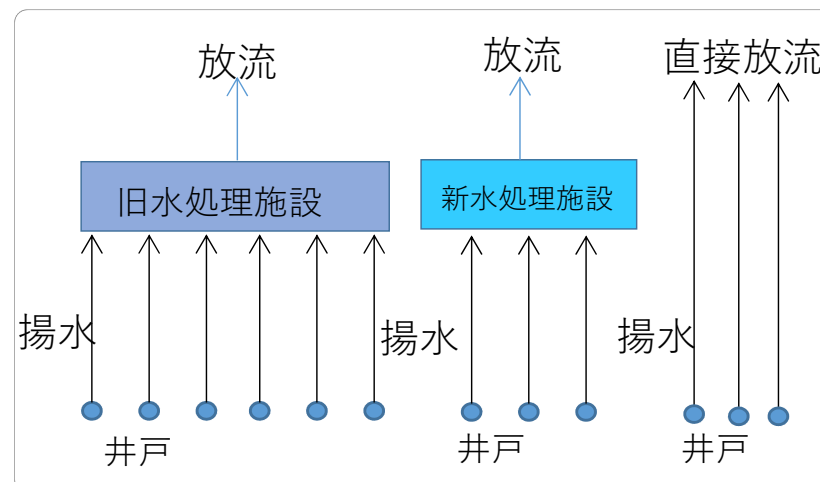 放流
放流
直接放流
旧水処理施設
新水処理施設
揚水
揚水
揚水
井戸
井戸
井戸